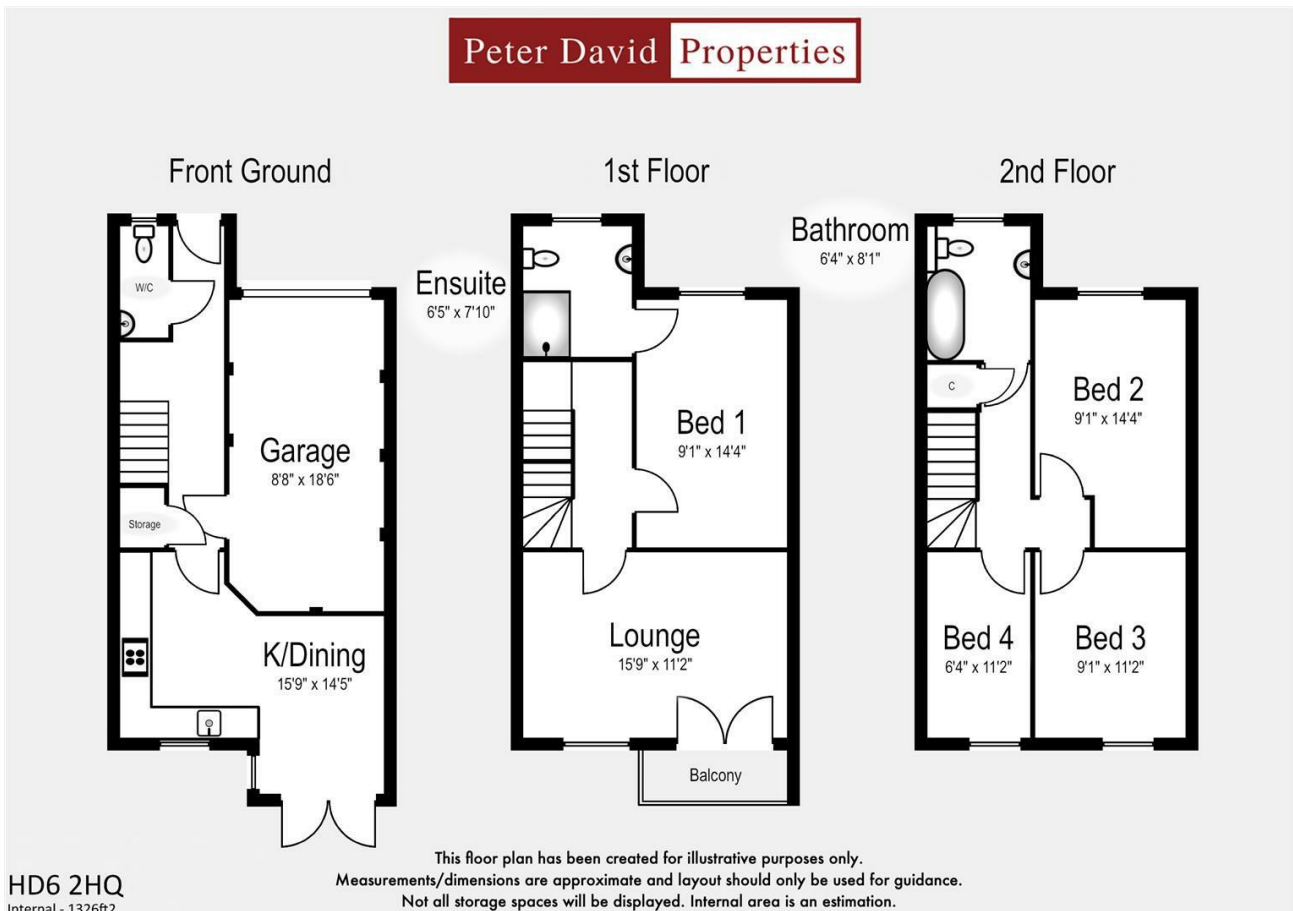 Peter David Properties
Front Ground
W/C
Garage
8'8" x 18'6"
Storage
K/Dining
15'9" x 14'5"
1st Floor
Ensuite
6'5" x 7'10"
Bed 1
9'1" x 14'4"
Lounge
15'9" x 11'2"
Balcony
2nd Floor
Bathroom
6'4" x 8'1"
C
Bed 2
9'1" x 14'4"
Bed 4
6'4" x 11'2"
Bed 3
9'1" x 11'2"
This floor plan has been created for illustrative purposes only.
Measurements/dimensions are approximate and layout should only be used for guidance.
Not all storage spaces will be displayed. Internal area is an estimation.
HD6 2HQ
Internal - 1326ft2